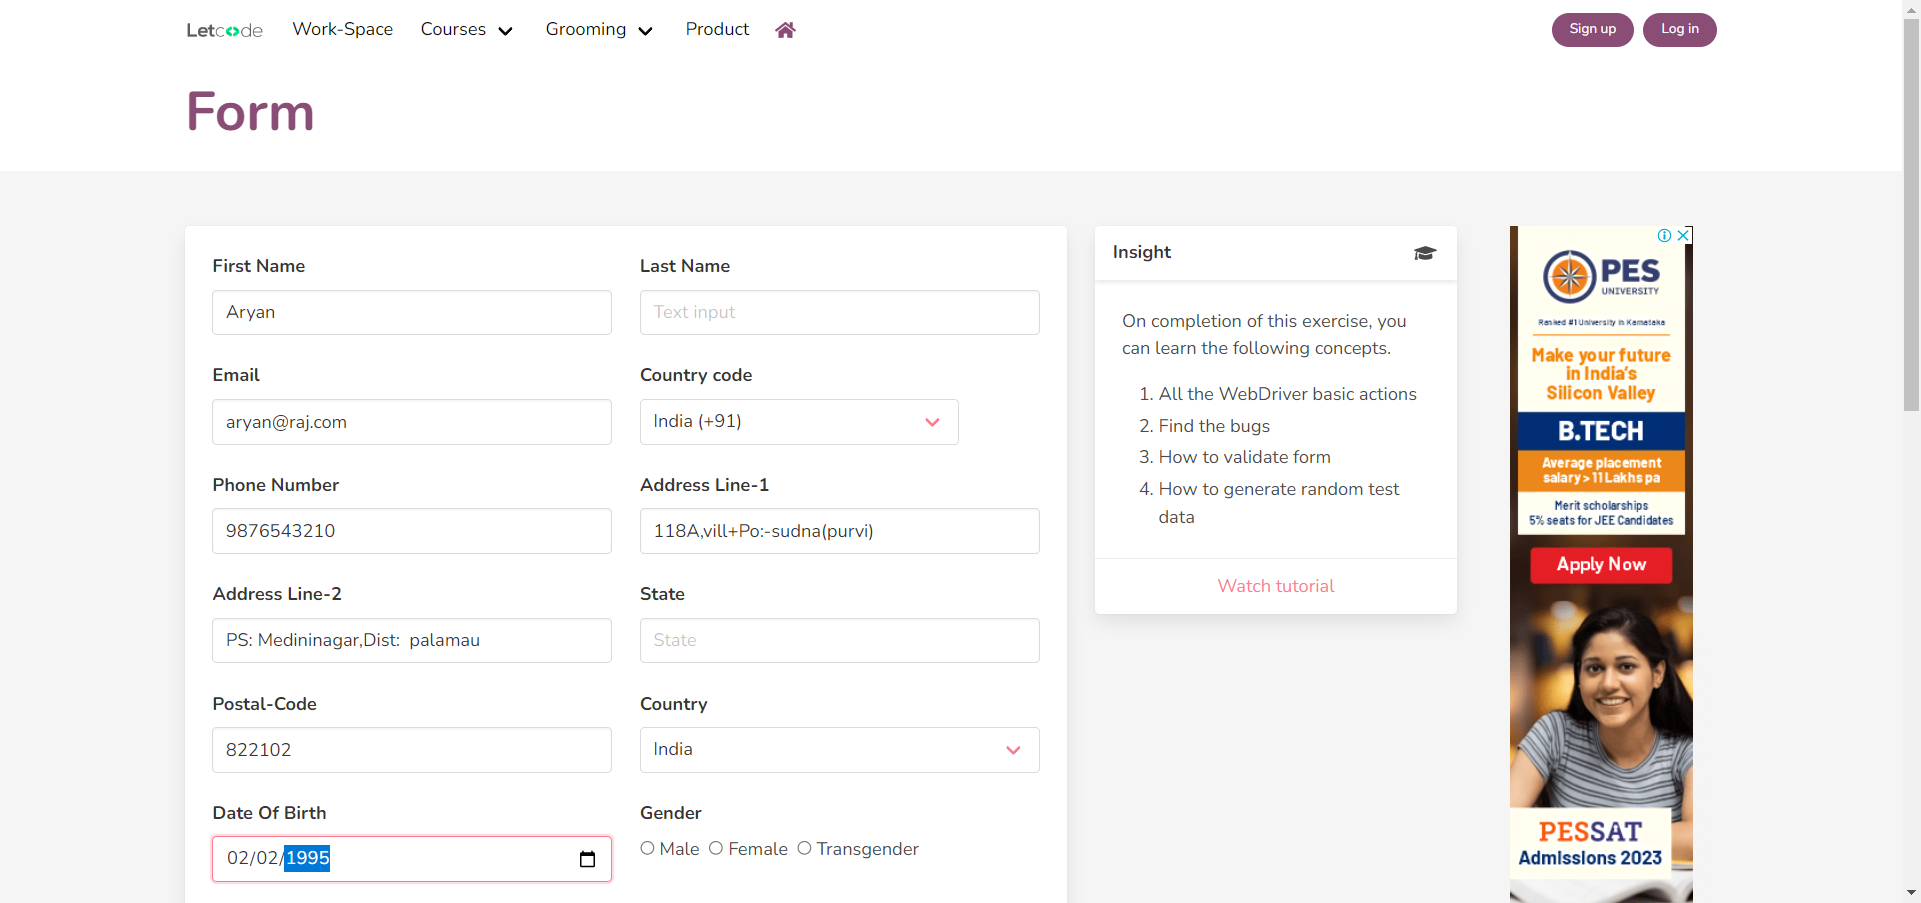 Letcode Work-Space Courses Grooming Product Sign up Log in
Form
First Name
Aryan
Last Name
Text input
Email
aryan@raj.com
Country code
India (+91)
Phone Number
9876543210
Address Line-1
118A,vill+Po:-sudna(purvi)
Address Line-2
PS: Medininagar,Dist:  palamau
State
State
Postal-Code
822102
Country
India
Date Of Birth
02/02/1995
Gender
Male Female Transgender
Insight
On completion of this exercise, you
can learn the following concepts.
1. All the WebDriver basic actions
2. Find the bugs
3. How to validate form
4. How to generate random test
data
Watch tutorial
PES
UNIVERSITY
Ranked #1 University in Karnataka
Make your future
in India's
Silicon Valley
B.TECH
Average placement
salary > 11 Lakhs pa
Merit scholarships
5% seats for JEE Candidates
Apply Now
PESSAT
Admissions 2023